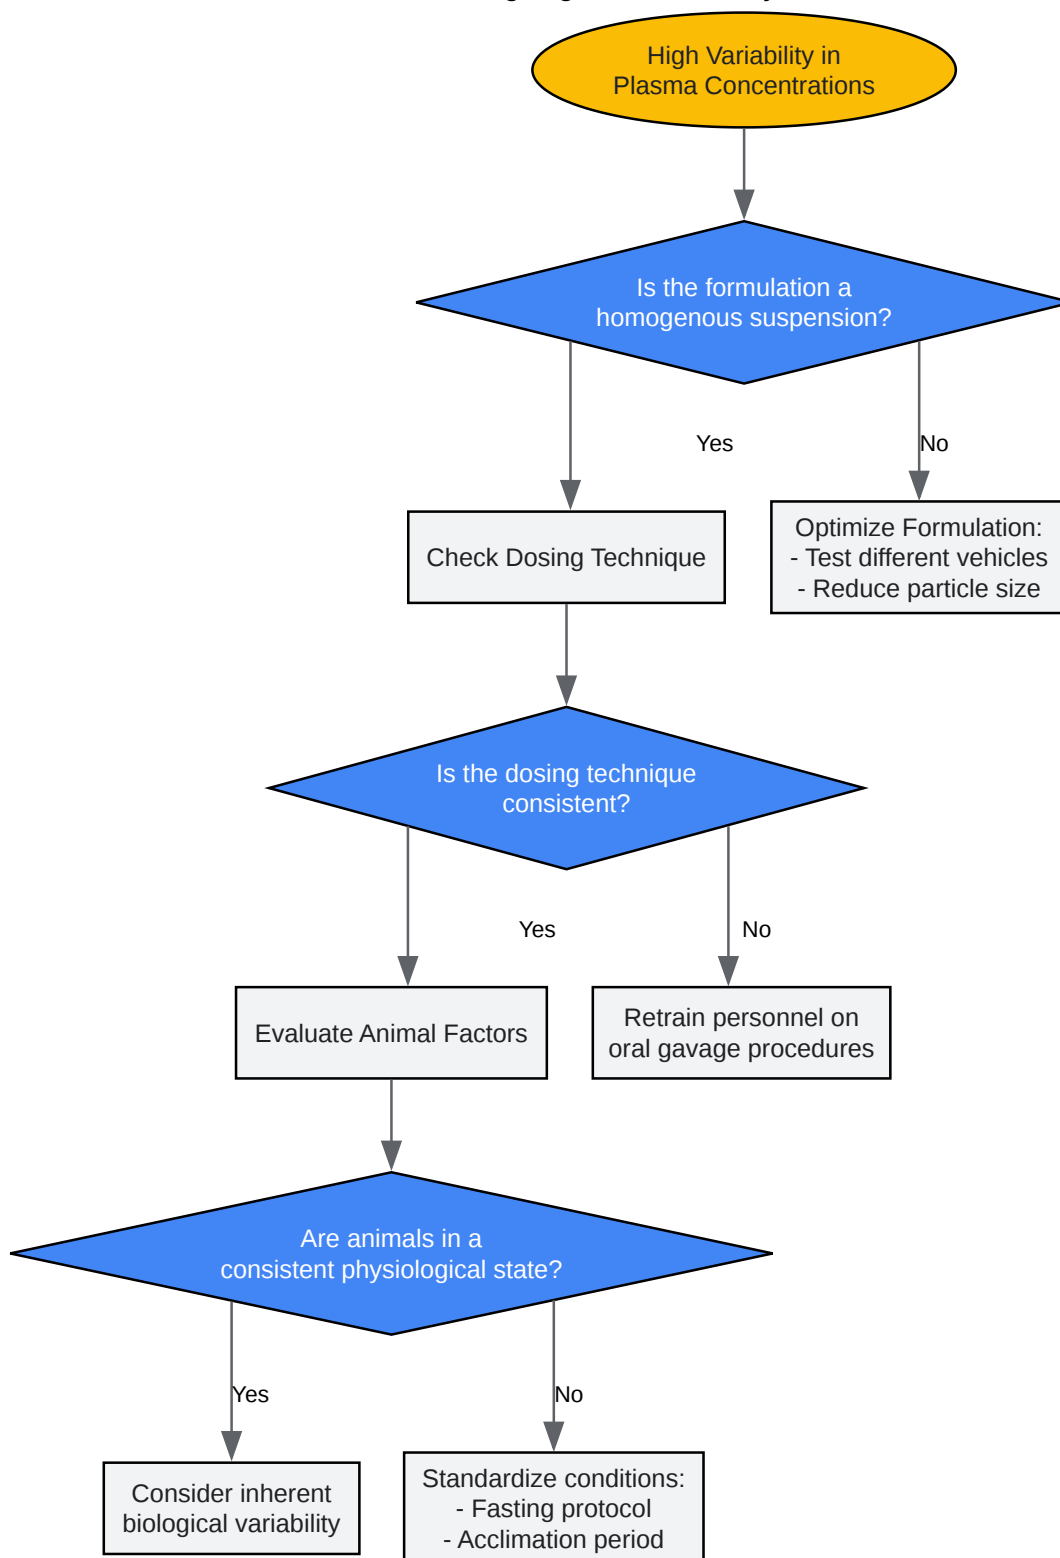 High Variability in
Plasma Concentrations
Is the formulation a
homogenous suspension?
Yes
No
Check Dosing Technique
Optimize Formulation:
- Test different vehicles
- Reduce particle size
Is the dosing technique
consistent?
Yes
No
Evaluate Animal Factors
Retrain personnel on
oral gavage procedures
Are animals in a
consistent physiological state?
Yes
No
Consider inherent
biological variability
Standardize conditions:
- Fasting protocol
- Acclimation period